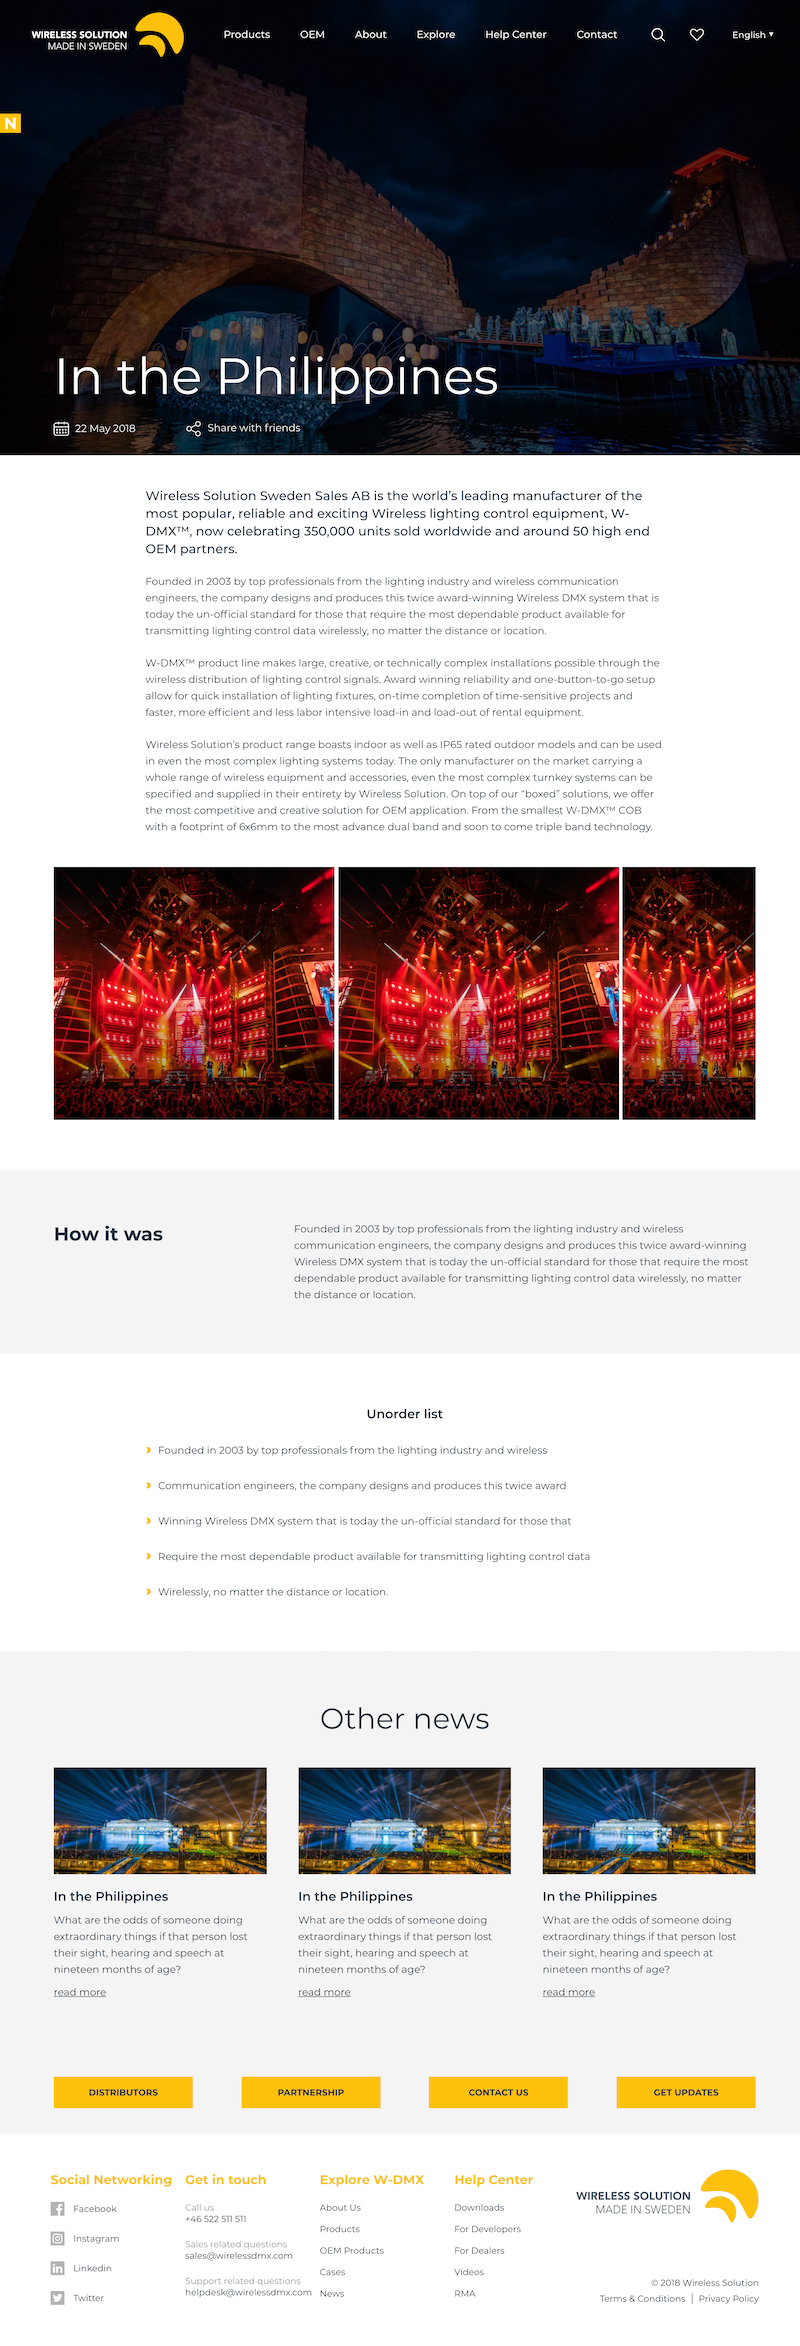 WIRELESS SOLUTION
MADE IN SWEDEN
Products OEM About Explore Help Center Contact English
N
In the Philippines
22 May 2018 Share with friends
Wireless Solution Sweden Sales AB is the world’s leading manufacturer of the
most popular, reliable and exciting Wireless lighting control equipment, W-
DMX™, now celebrating 350,000 units sold worldwide and around 50 high end
OEM partners.
Founded in 2003 by top professionals from the lighting industry and wireless communication
engineers, the company designs and produces this twice award-winning Wireless DMX system that is
today the un-official standard for those that require the most dependable product available for
transmitting lighting control data wirelessly, no matter the distance or location.
W-DMX™ product line makes large, creative, or technically complex installations possible through the
wireless distribution of lighting control signals. Award winning reliability and one-button-to-go setup
allow for quick installation of lighting fixtures, on-time completion of time-sensitive projects and
faster, more efficient and less labor intensive load-in and load-out of rental equipment.
Wireless Solution’s product range boasts indoor as well as IP65 rated outdoor models and can be used
in even the most complex lighting systems today. The only manufacturer on the market carrying a
whole range of wireless equipment and accessories, even the most complex turnkey systems can be
specified and supplied in their entirety by Wireless Solution. On top of our “boxed” solutions, we offer
the most competitive and creative solution for OEM application. From the smallest W-DMX™ COB
with a footprint of 6x6mm to the most advance dual band and soon to come triple band technology.
How it was
Founded in 2003 by top professionals from the lighting industry and wireless
communication engineers, the company designs and produces this twice award-winning
Wireless DMX system that is today the un-official standard for those that require the most
dependable product available for transmitting lighting control data wirelessly, no matter
the distance or location.
Unorder list
Founded in 2003 by top professionals from the lighting industry and wireless
Communication engineers, the company designs and produces this twice award
Winning Wireless DMX system that is today the un-official standard for those that
Require the most dependable product available for transmitting lighting control data
Wirelessly, no matter the distance or location.
Other news
In the Philippines
What are the odds of someone doing
extraordinary things if that person lost
their sight, hearing and speech at
nineteen months of age?
read more
In the Philippines
What are the odds of someone doing
extraordinary things if that person lost
their sight, hearing and speech at
nineteen months of age?
read more
In the Philippines
What are the odds of someone doing
extraordinary things if that person lost
their sight, hearing and speech at
nineteen months of age?
read more
DISTRIBUTORS PARTNERSHIP CONTACT US GET UPDATES
Social Networking
Facebook
Instagram
Linkedin
Twitter
Get in touch
Call us
+46 522 511 511
Sales related questions
sales@wirelessdmx.com
Support related questions
helpdesk@wirelessdmx.com
Explore W-DMX
About Us
Products
OEM Products
Cases
News
Help Center
Downloads
For Developers
For Dealers
Videos
RMA
WIRELESS SOLUTION
MADE IN SWEDEN
© 2018 Wireless Solution
Terms & Conditions | Privacy Policy